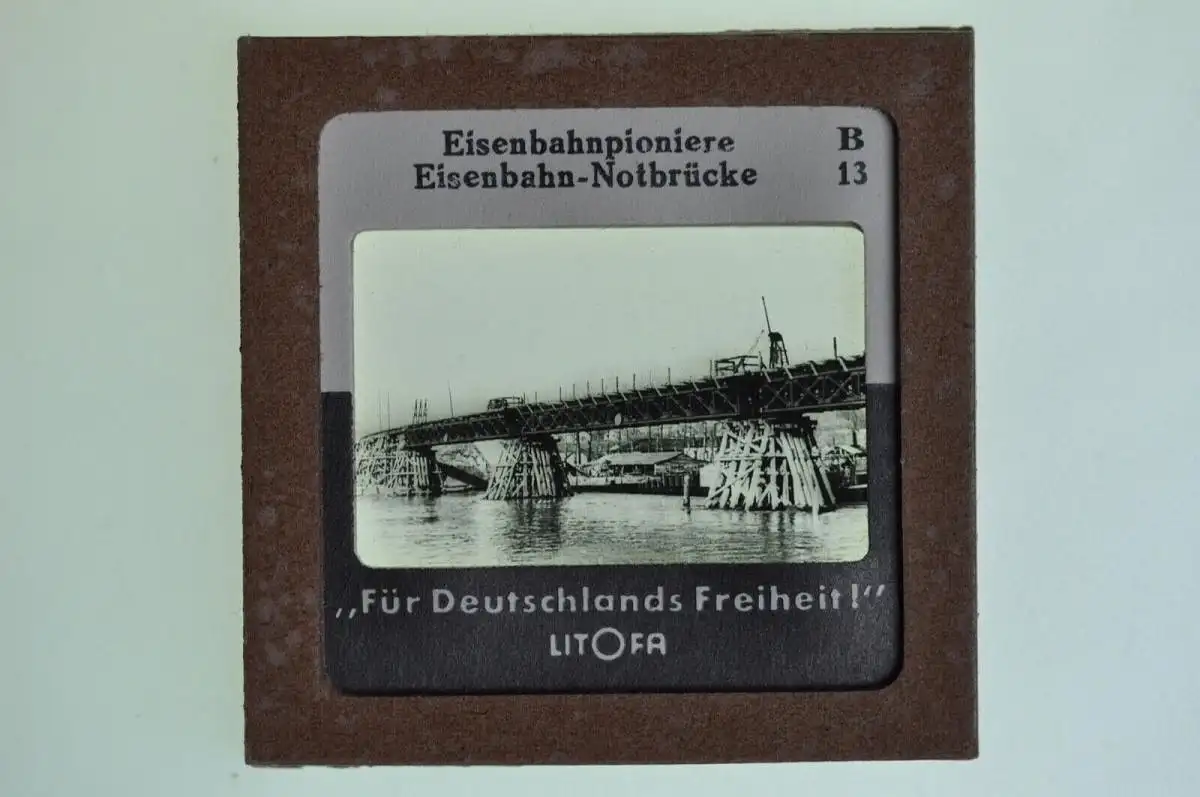 Eisenbahnpioniere B
Eisenbahn-Notbrücke 13
„Für Deutschlands Freiheit!“
LITOFA